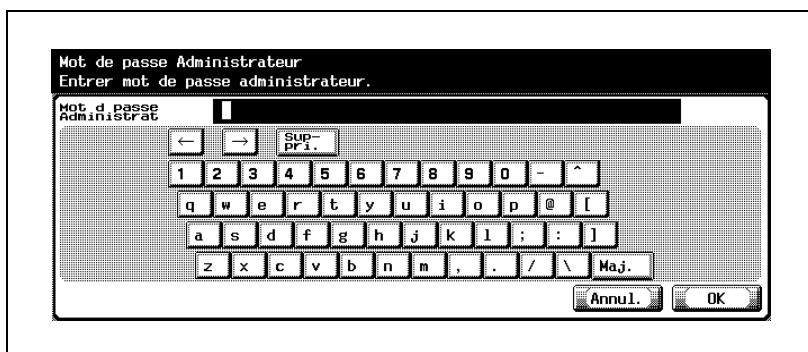 Mot de passe Administrateur
Entrer mot de passe administrateur.
Mot d passe
Administrat
← → Sup-
pri.
1 2 3 4 5 6 7 8 9 0 - ^
q w e r t y u i o p @ [
a s d f g h j k l ; : ]
z x c v b n m , . / \ Maj.
Annul. OK